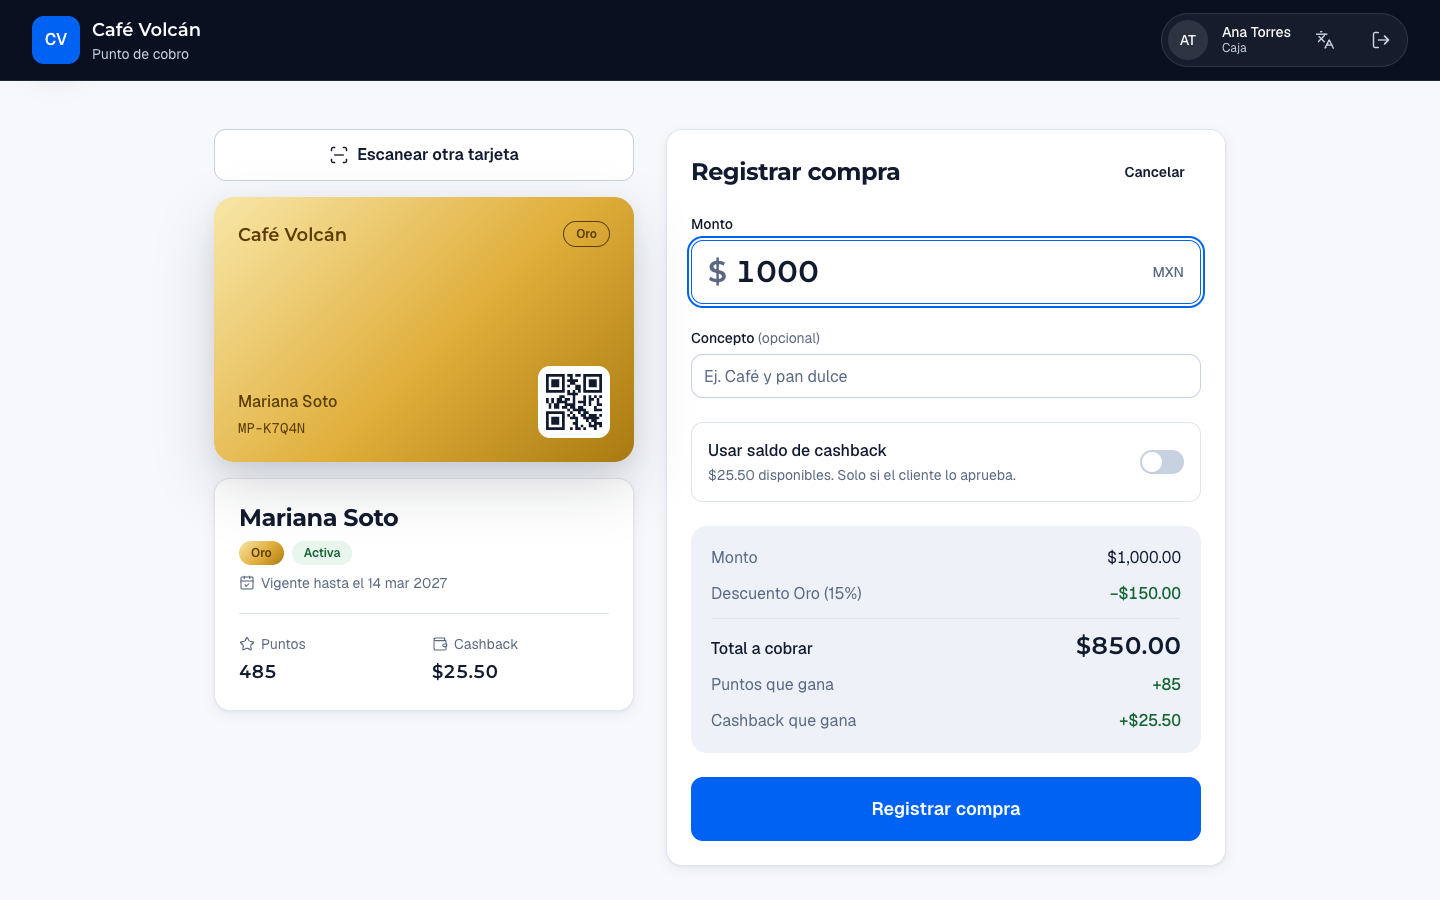 CV
Café Volcán
Punto de cobro
AT
Ana Torres
Caja
Escanear otra tarjeta
Café Volcán
Oro
Mariana Soto
MP-K7Q4N
Mariana Soto
Oro
Activa
Vigente hasta el 14 mar 2027
Puntos
485
Cashback
$25.50
Registrar compra
Cancelar
Monto
$ 1000
MXN
Concepto (opcional)
Ej. Café y pan dulce
Usar saldo de cashback
$25.50 disponibles. Solo si el cliente lo aprueba.
Monto $1,000.00
Descuento Oro (15%) −$150.00
Total a cobrar $850.00
Puntos que gana +85
Cashback que gana +$25.50
Registrar compra